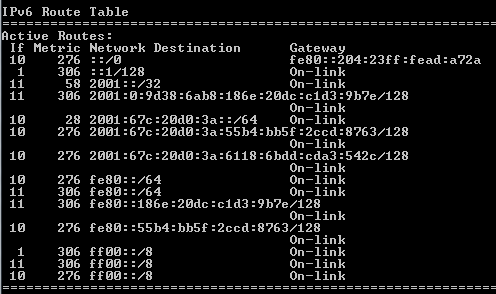 IPv6 Route Table
===========================================================================
Active Routes:
If Metric Network Destination Gateway
10 276 ::/0 fe80::204:23ff:fead:a72a
1 306 ::1/128 On-link
11 58 2001::/32 On-link
11 306 2001:0:9d38:6ab8:186e:20dc:c1d3:9b7e/128
On-link
10 28 2001:67c:20d0:3a::/64 On-link
10 276 2001:67c:20d0:3a:55b4:bb5f:2ccd:8763/128
On-link
10 276 2001:67c:20d0:3a:6118:6bdd:cda3:542c/128
On-link
10 276 fe80::/64 On-link
11 306 fe80::/64 On-link
11 306 fe80::186e:20dc:c1d3:9b7e/128
On-link
10 276 fe80::55b4:bb5f:2ccd:8763/128
On-link
1 306 ff00::/8 On-link
11 306 ff00::/8 On-link
10 276 ff00::/8 On-link
===========================================================================